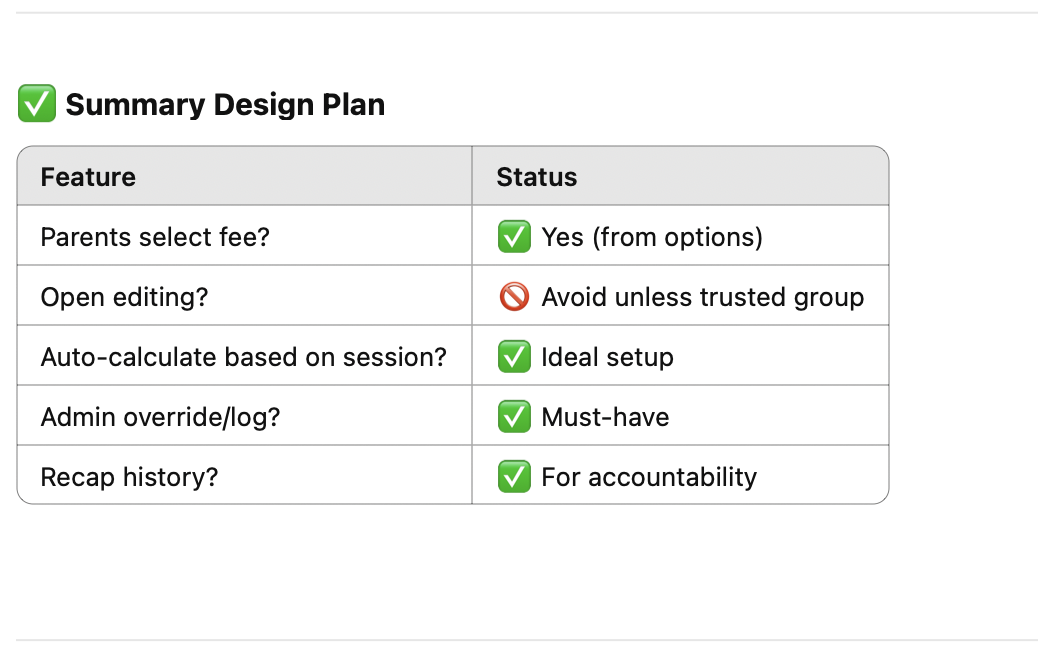 ✅ Summary Design Plan
Feature Status
Parents select fee? ✅ Yes (from options)
Open editing? 🚫 Avoid unless trusted group
Auto-calculate based on session? ✅ Ideal setup
Admin override/log? ✅ Must-have
Recap history? ✅ For accountability